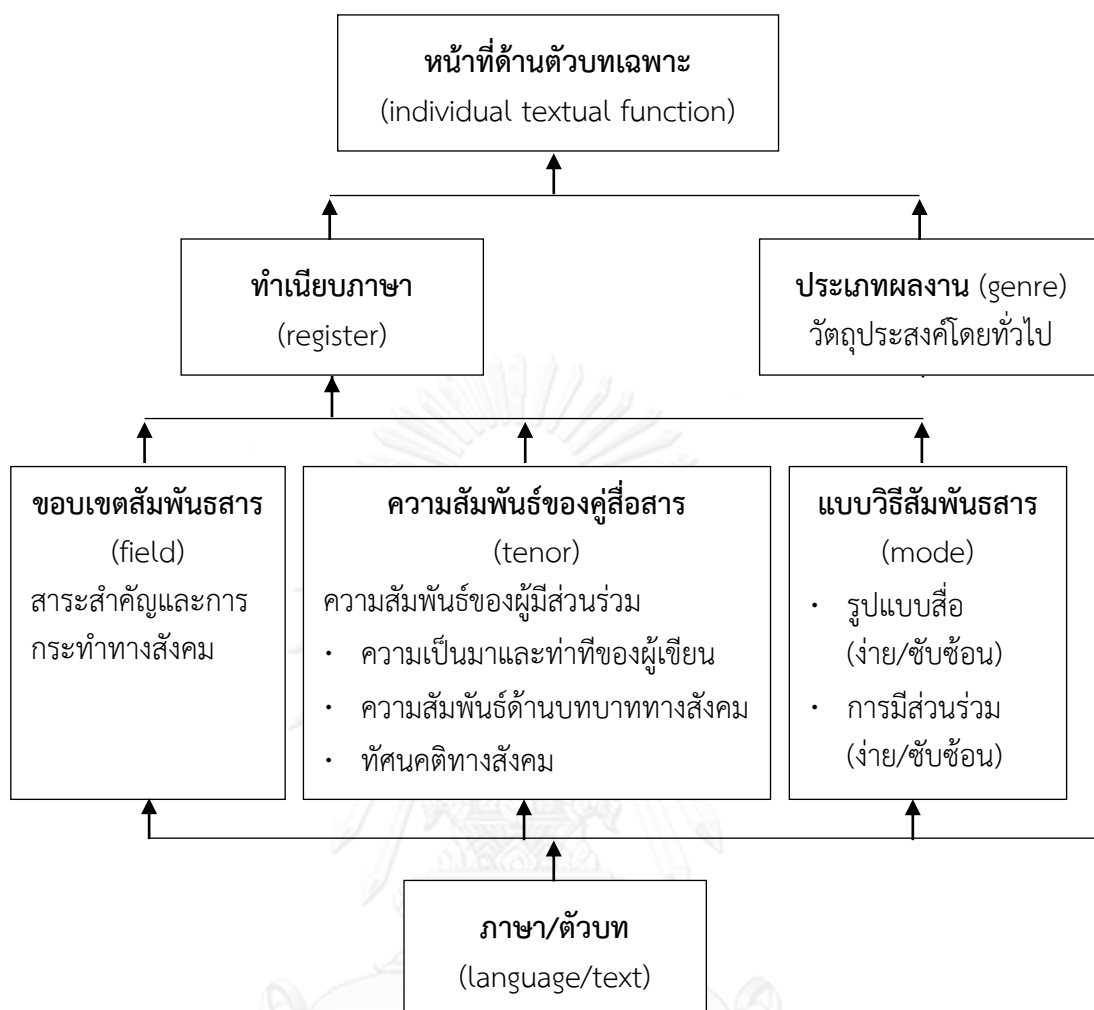 หน้าที่ด้านตัวบทเฉพาะ
(individual textual function)
ทำเนียบภาษา
(register)
ประเภทผลงาน (genre)
วัตถุประสงค์โดยทั่วไป
ขอบเขตสัมพันธสาร
(field)
สาระสำคัญและการ
กระทำทางสังคม
ความสัมพันธ์ของคู่สื่อสาร
(tenor)
ความสัมพันธ์ของผู้มีส่วนร่วม
· ความเป็นมาและท่าทีของผู้เขียน
· ความสัมพันธ์ด้านบทบาททางสังคม
· ทัศนคติทางสังคม
แบบวิธีสัมพันธสาร
(mode)
· รูปแบบสื่อ
(ง่าย/ซับซ้อน)
· การมีส่วนร่วม
(ง่าย/ซับซ้อน)
ภาษา/ตัวบท
(language/text)